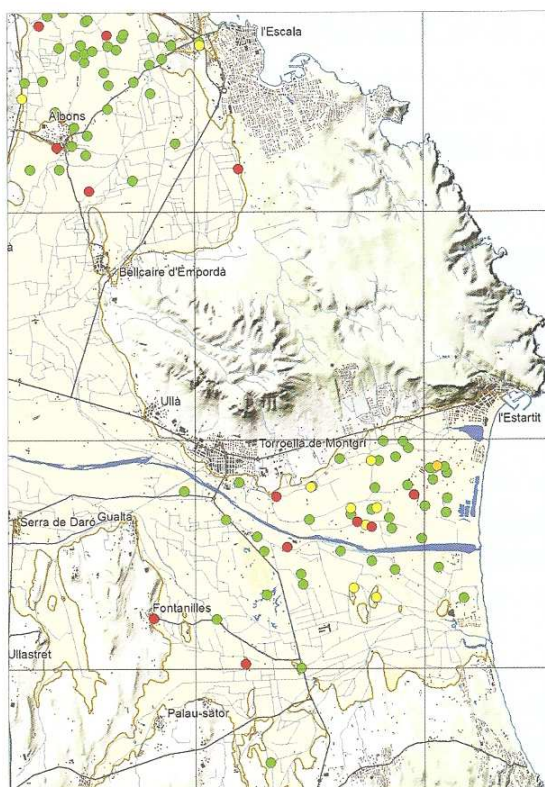 l'Escala
Albons
à
Bellcaire d'Empordà
Ullà
l'Estartit
Torroella de Montgrí
Serra de Daró
Gualta
Fontanilles
Ullastret
Palau-sator